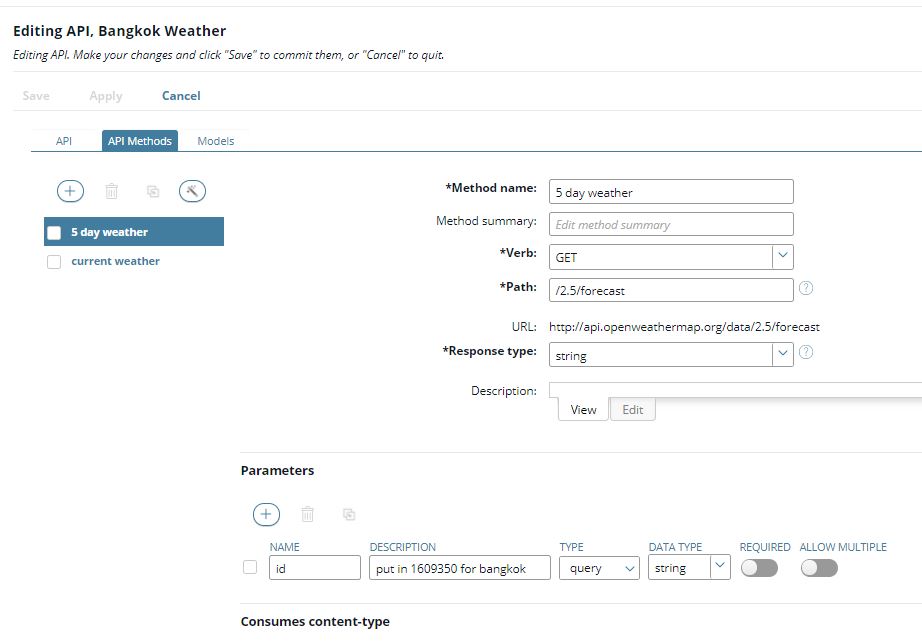 Editing API, Bangkok Weather
Editing API. Make your changes and click "Save" to commit them, or "Cancel" to quit.
Save Apply Cancel
API API Methods Models
*Method name: 5 day weather
Method summary: Edit method summary
5 day weather
*Verb: GET
current weather
*Path: /2.5/forecast ?
URL: http://api.openweathermap.org/data/2.5/forecast
*Response type: string ?
Description:
View Edit
Parameters
NAME DESCRIPTION TYPE DATA TYPE REQUIRED ALLOW MULTIPLE
id put in 1609350 for bangkok query string
Consumes content-type